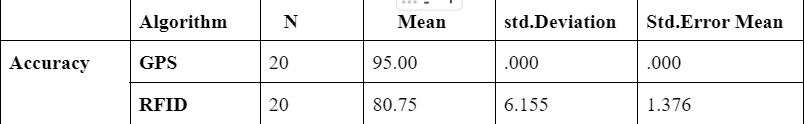 Algorithm N Mean std.Deviation Std.Error Mean
Accuracy GPS 20 95.00 .000 .000
RFID 20 80.75 6.155 1.376